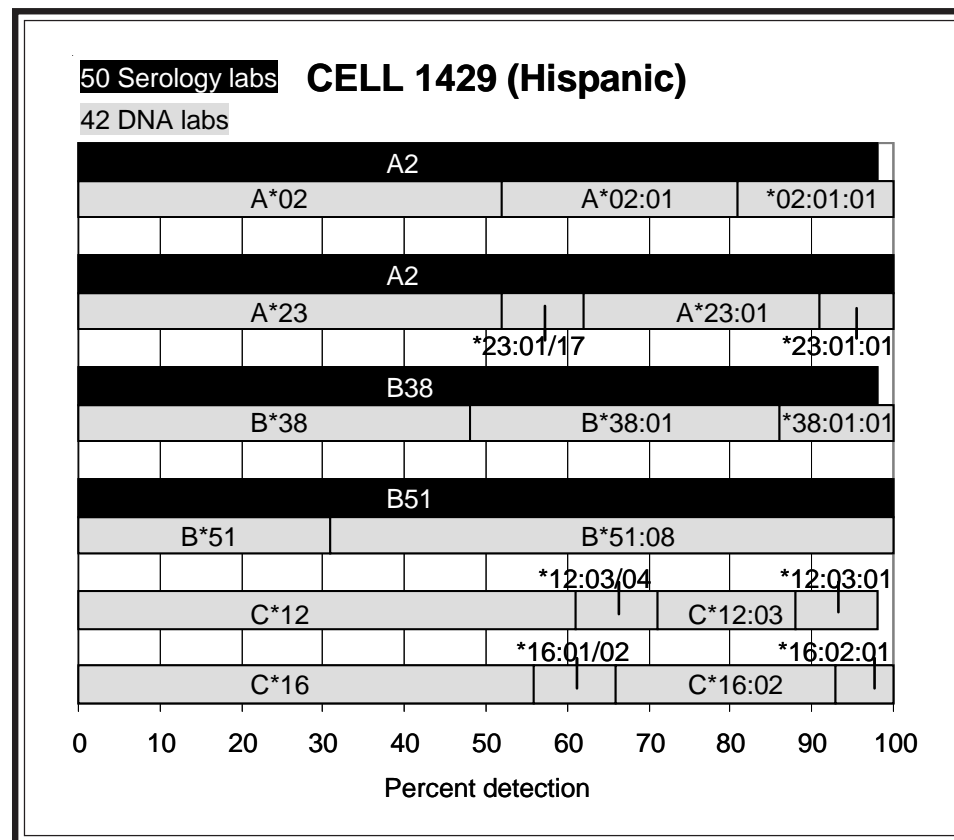 50 Serology labs CELL 1429 (Hispanic)
42 DNA labs
A2
A*02 A*02:01 *02:01:01
A2
A*23 A*23:01
*23:01/17 *23:01:01
B38
B*38 B*38:01 *38:01:01
B51
B*51 B*51:08
*12:03/04 *12:03:01
C*12 C*12:03
*16:01/02 *16:02:01
C*16 C*16:02
0 10 20 30 40 50 60 70 80 90 100
Percent detection